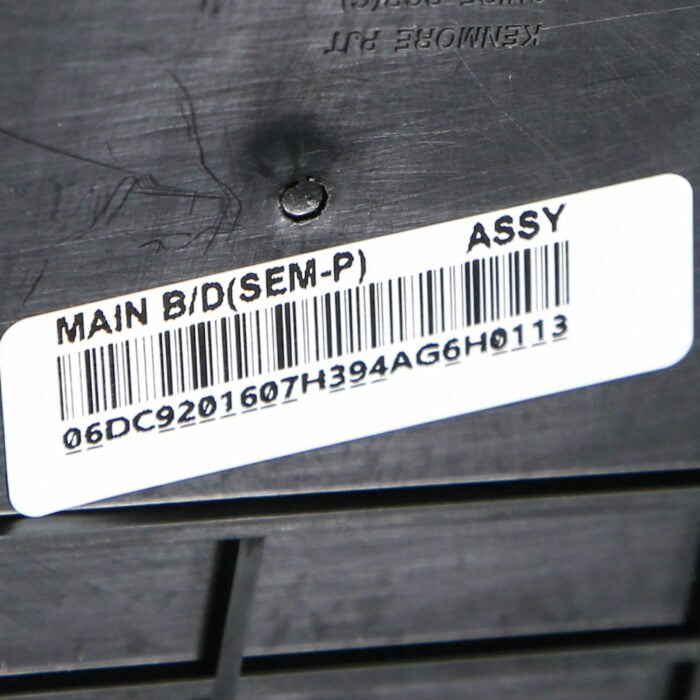 KENMORE PJT
MAIN B/D(SEM-P) ASSY
06DC9201607H394AG6H0113